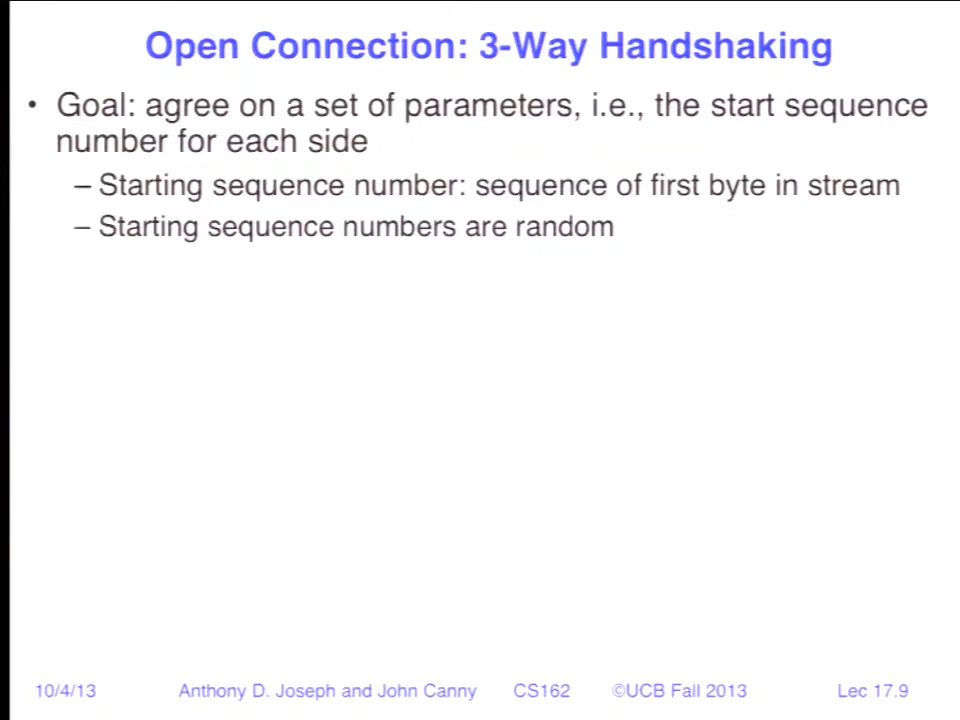 Open Connection: 3-Way Handshaking
• Goal: agree on a set of parameters, i.e., the start sequence
number for each side
– Starting sequence number: sequence of first byte in stream
– Starting sequence numbers are random
10/4/13 Anthony D. Joseph and John Canny CS162 ©UCB Fall 2013 Lec 17.9